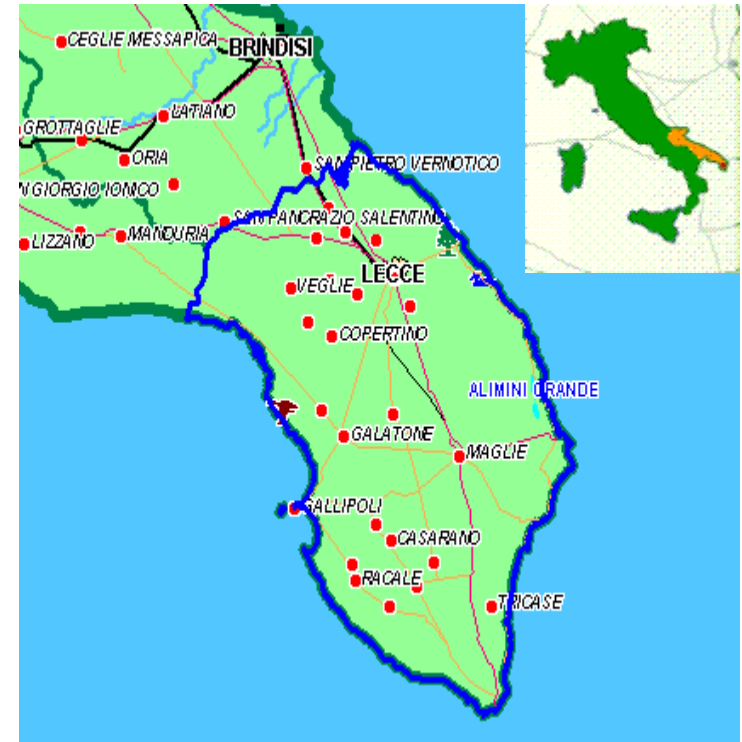 CEGLIE MESSAPICA
BRINDISI
LATIANO
GROTTAGLIE
ORIA
SAN PIETRO VERNOTICO
N GIORGIO IONICO
SAN PANCRAZIO SALENTINO
LIZZANO
MANDURIA
LECCE
VEGLIE
COPERTINO
ALIMINI GRANDE
GALATONE
MAGLIE
GALLIPOLI
CASARANO
RACALE
TRICASE